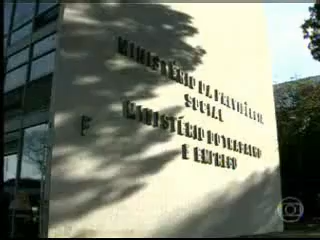 MINISTÉRIO DA PREVIDÊNCIA
SOCIAL
MINISTÉRIO DO TRABALHO
E EMPREGO